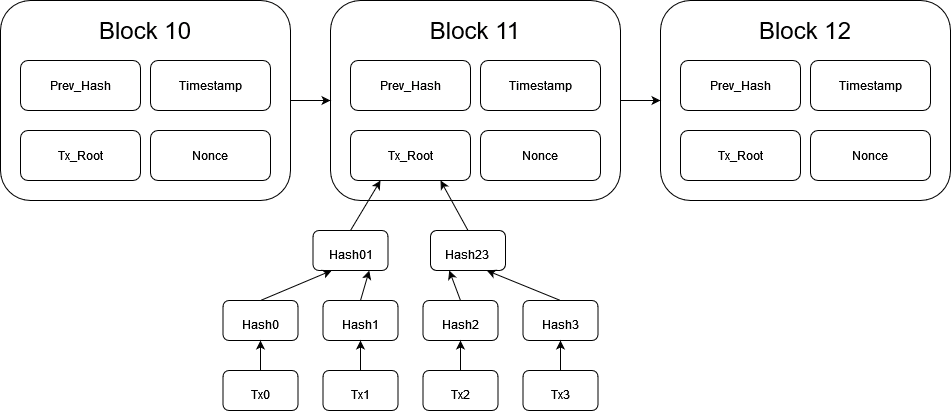 Block 10
Block 11
Block 12
Prev_Hash
Timestamp
Prev_Hash
Timestamp
Prev_Hash
Timestamp
Tx_Root
Nonce
Tx_Root
Nonce
Tx_Root
Nonce
Hash01
Hash23
Hash0
Hash1
Hash2
Hash3
Tx0
Tx1
Tx2
Tx3